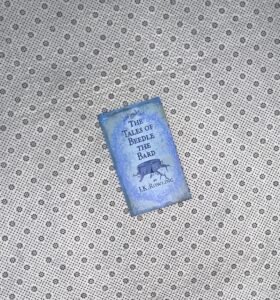 THE
TALES OF
BEEDLE
THE
BARD
J.K. ROWLING